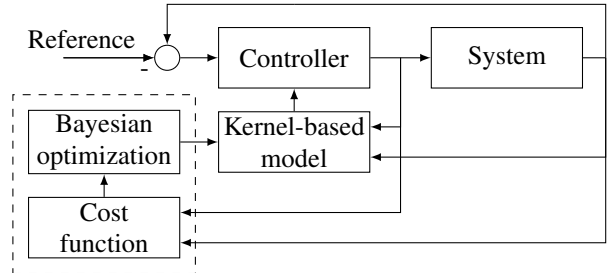 Reference
-
Controller
System
Bayesian
optimization
Kernel-based
model
Cost
function